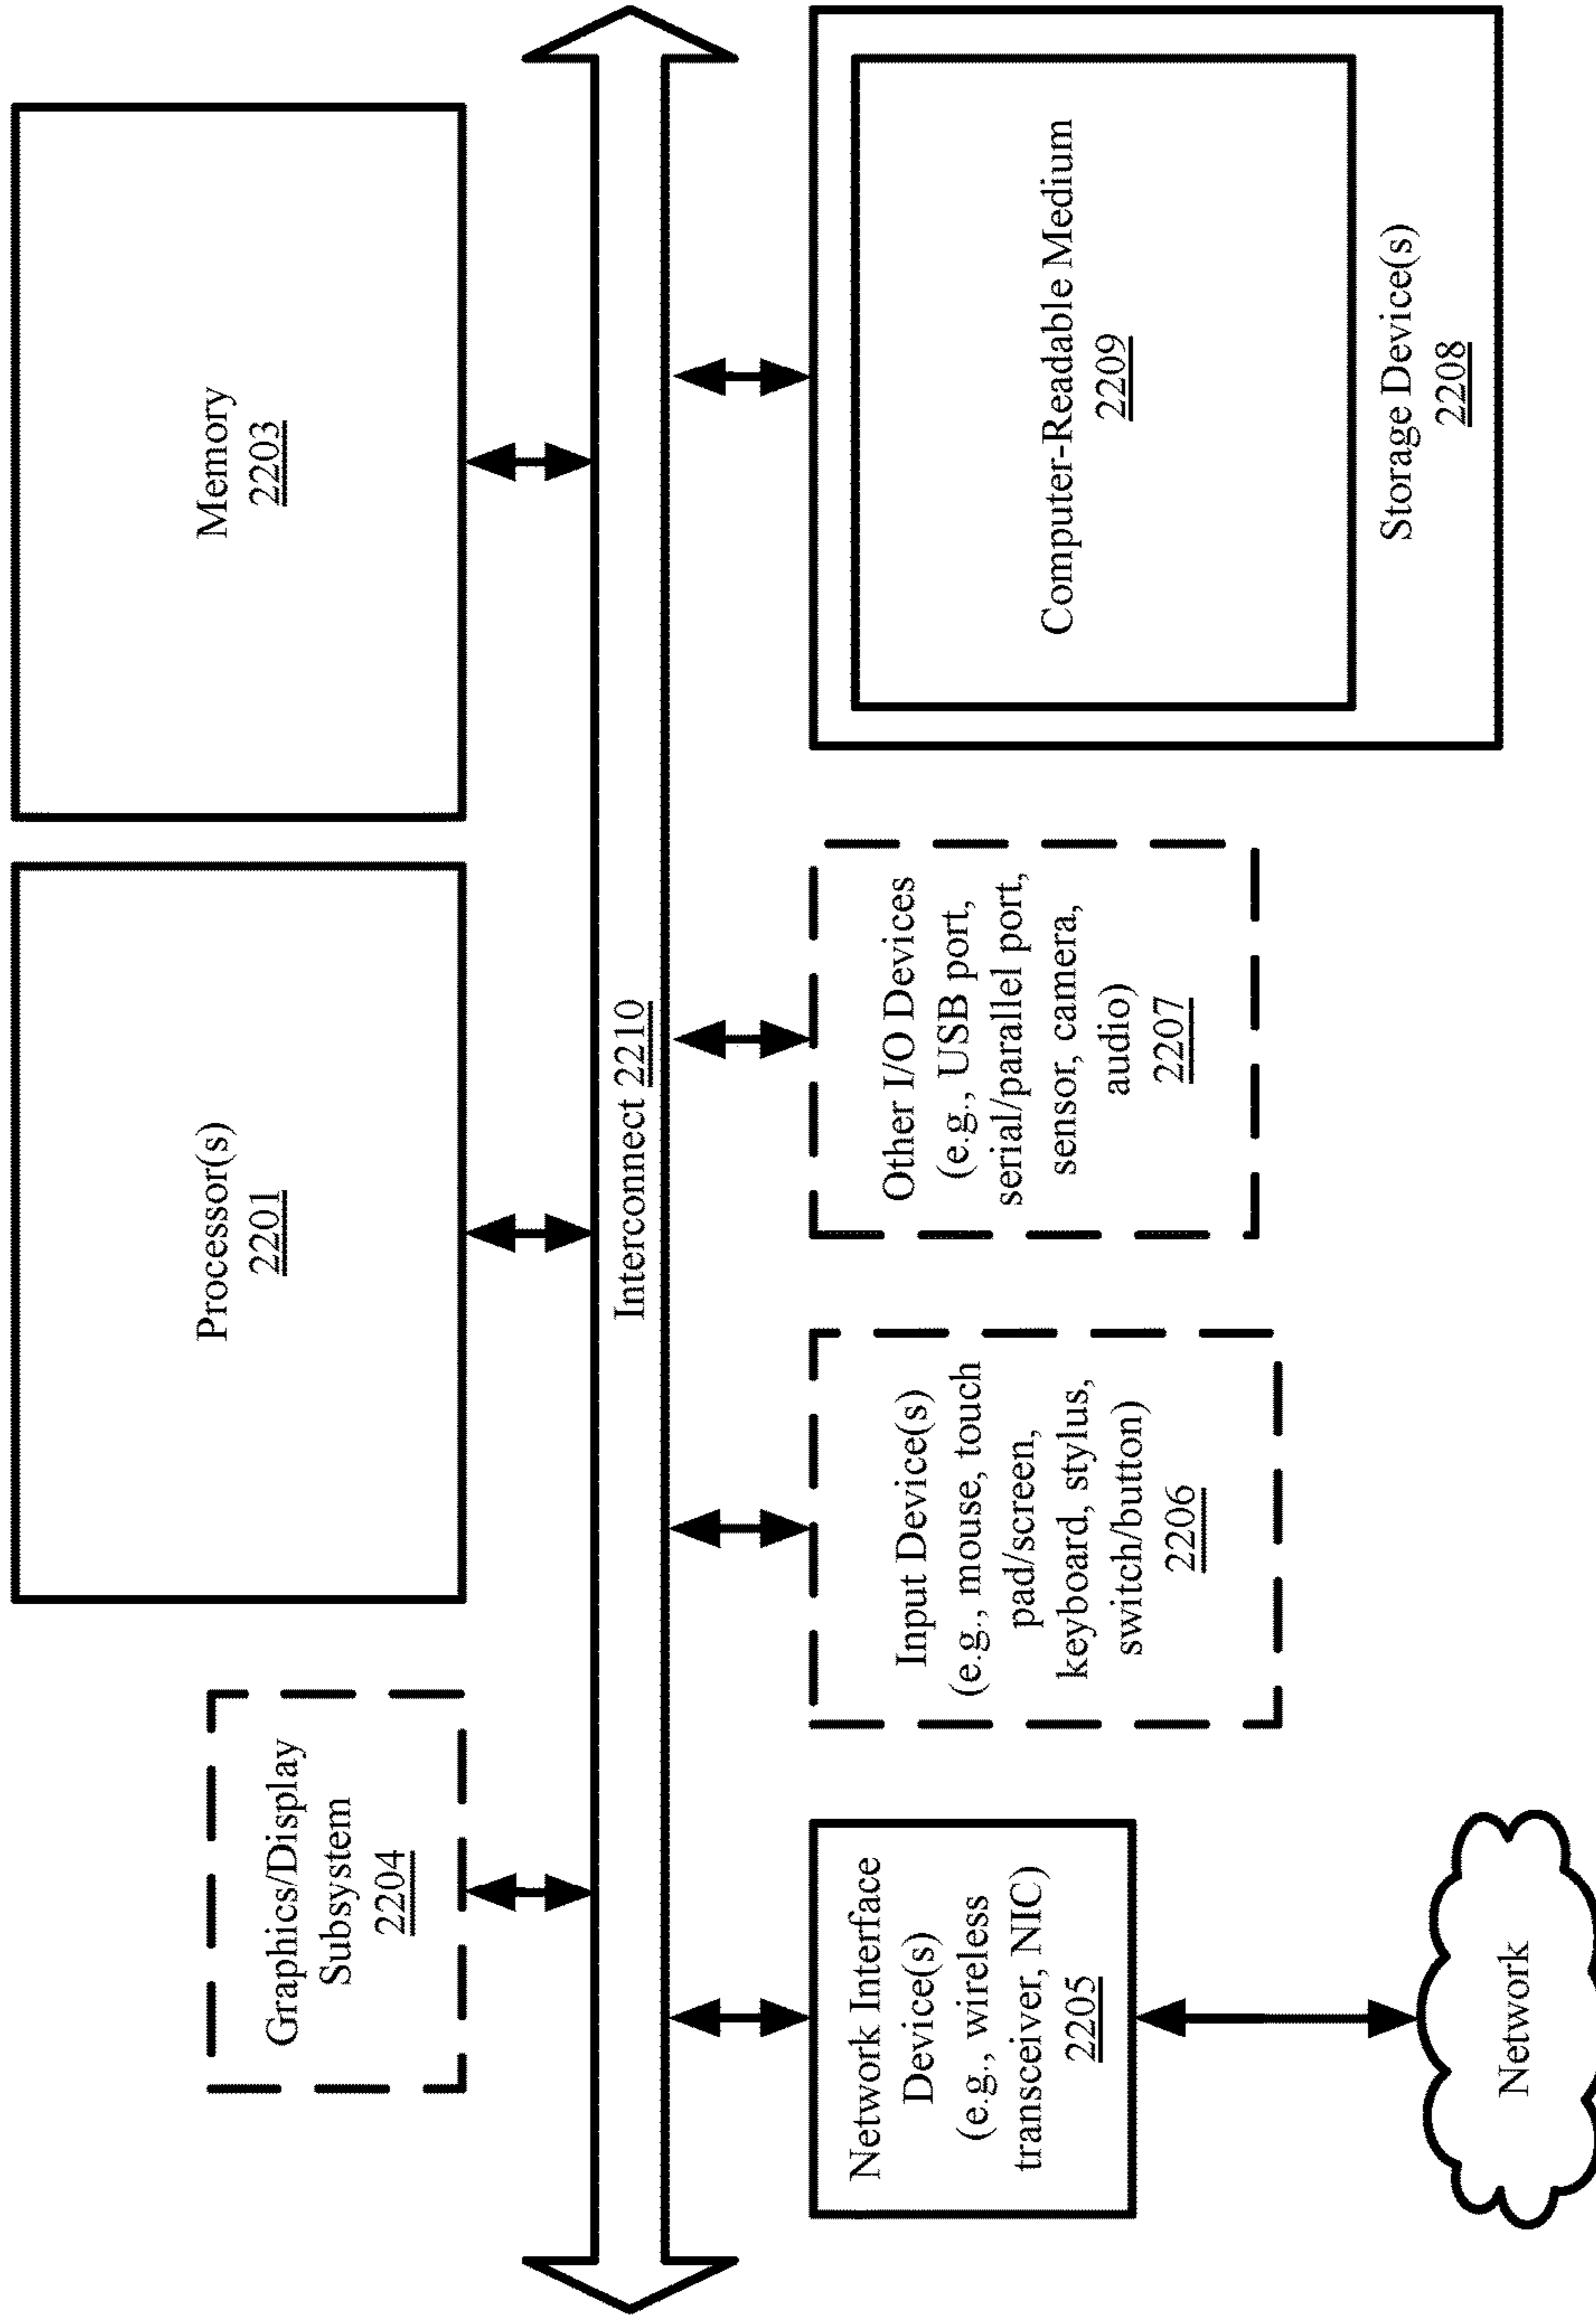 Graphics/Display
Subsystem
2204
Processor(s)
2201
Memory
2203
Interconnect 2210
Network Interface
Device(s)
(e.g., wireless
transceiver, NIC)
2205
Input Device(s)
(e.g., mouse, touch
pad/screen,
keyboard, stylus,
switch/button)
2206
Other I/O Devices
(e.g., USB port,
serial/parallel port,
sensor, camera,
audio)
2207
Computer-Readable Medium
2209
Storage Device(s)
2208
Network